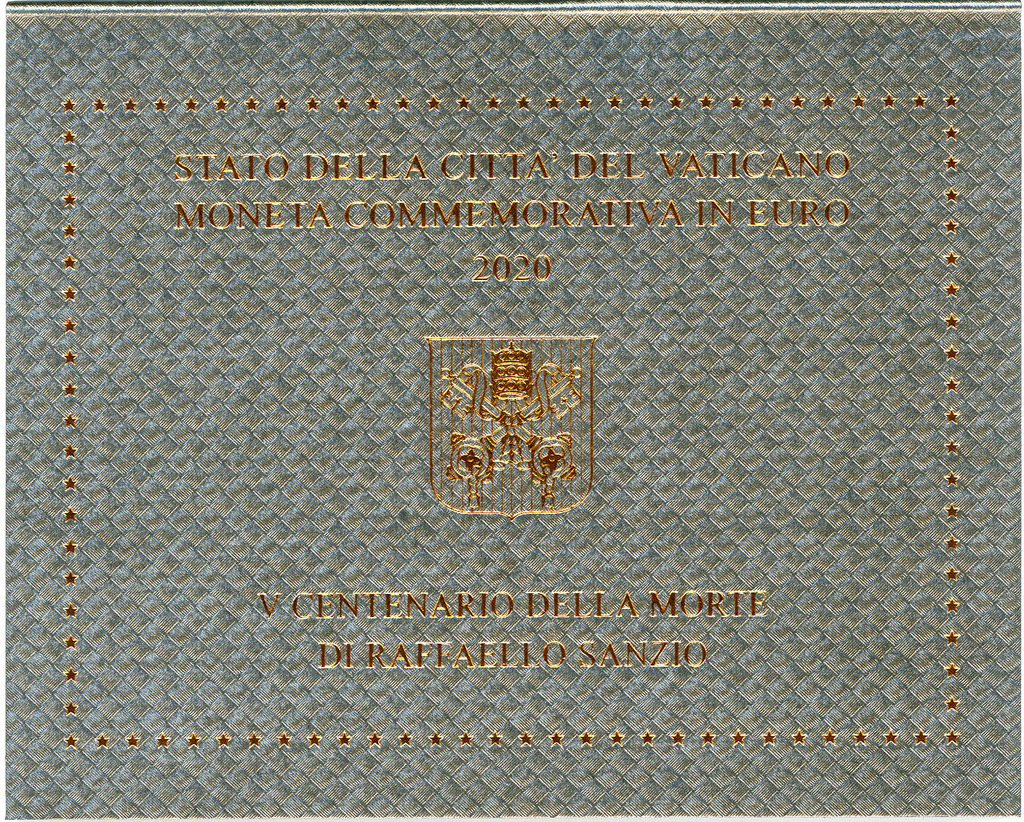 STATO DELLA CITTA' DEL VATICANO
MONETA COMMEMORATIVA IN EURO
2020
V CENTENARIO DELLA MORTE
DI RAFFAELLO SANZIO